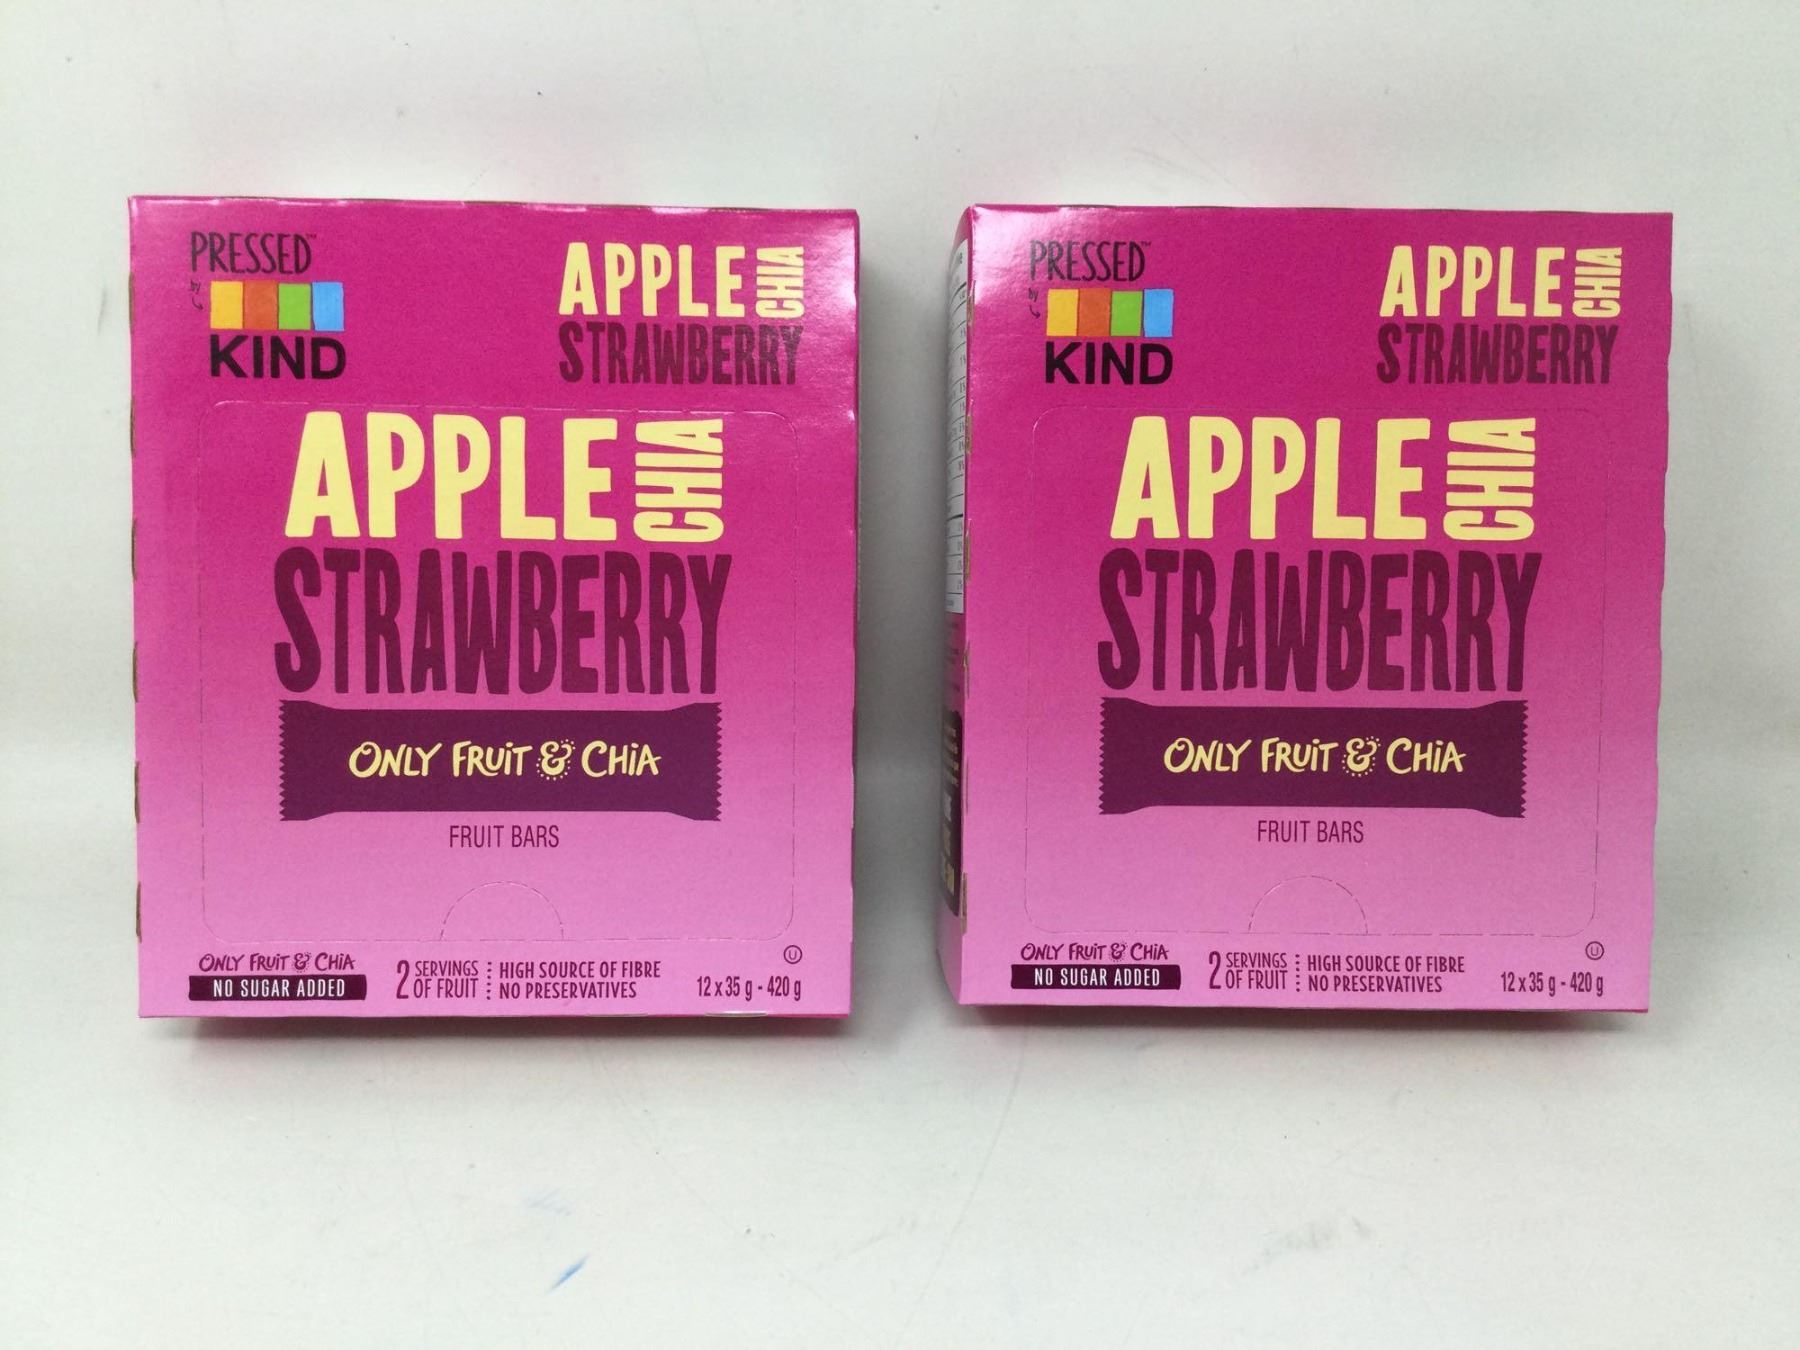 PRESSED™
by
KIND
APPLE CHIA
STRAWBERRY
APPLE CHIA
STRAWBERRY
ONLY FRUIT & CHIA
FRUIT BARS
ONLY FRUIT & CHIA
NO SUGAR ADDED
2 SERVINGS OF FRUIT
HIGH SOURCE OF FIBRE
NO PRESERVATIVES
U
12 x 35 g - 420 g
PRESSED™
by
KIND
APPLE CHIA
STRAWBERRY
APPLE CHIA
STRAWBERRY
ONLY FRUIT & CHIA
FRUIT BARS
ONLY FRUIT & CHIA
NO SUGAR ADDED
2 SERVINGS OF FRUIT
HIGH SOURCE OF FIBRE
NO PRESERVATIVES
U
12 x 35 g - 420 g